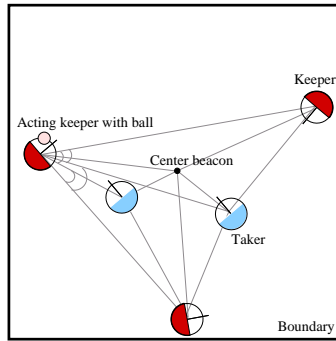 Keeper
Acting keeper with ball
Center beacon
Taker
Boundary